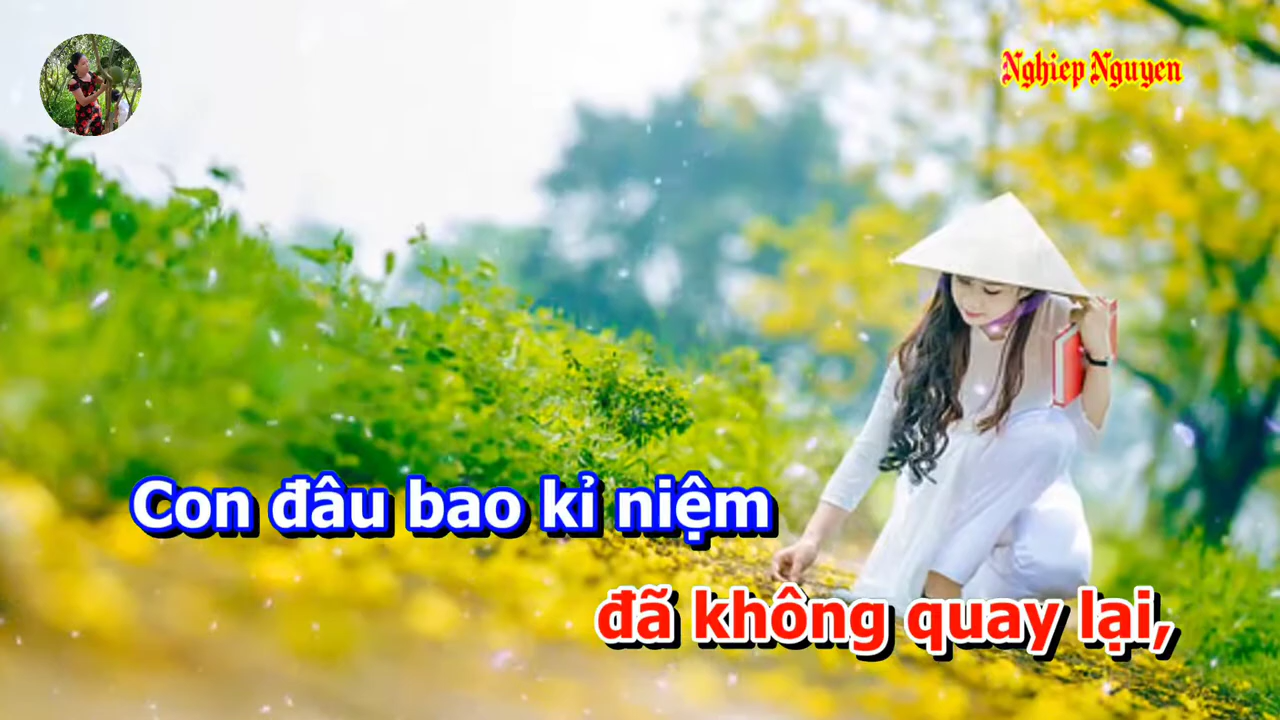 Nghiep Nguyen
Con đâu bao kỉ niệm
đã không quay lại,